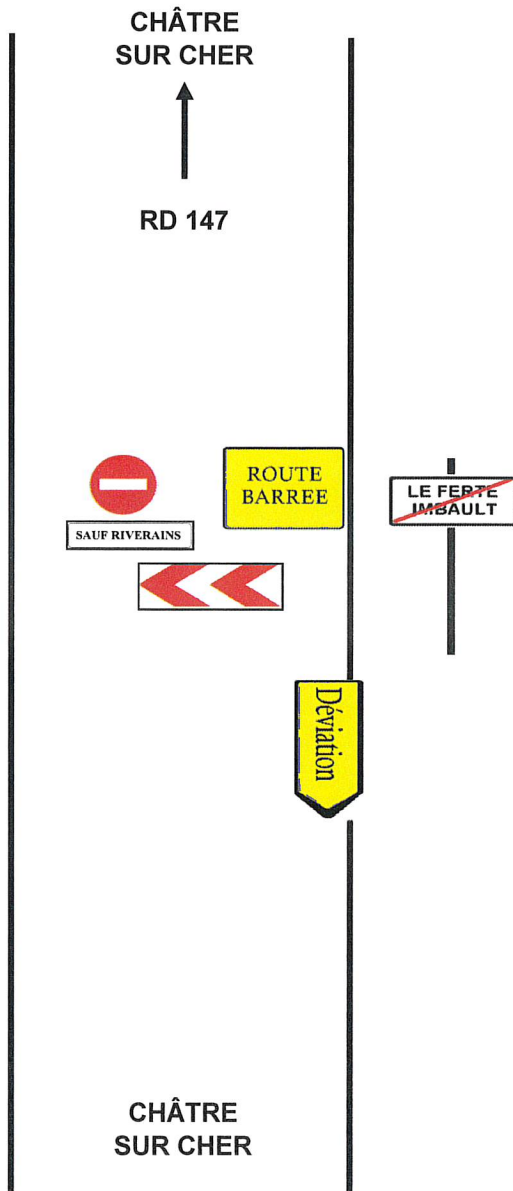 CHÂTRE
SUR CHER
RD 147
ROUTE
BARREE
SAUF RIVERAINS
LE FERTE
IMBAULT
Déviation
CHÂTRE
SUR CHER